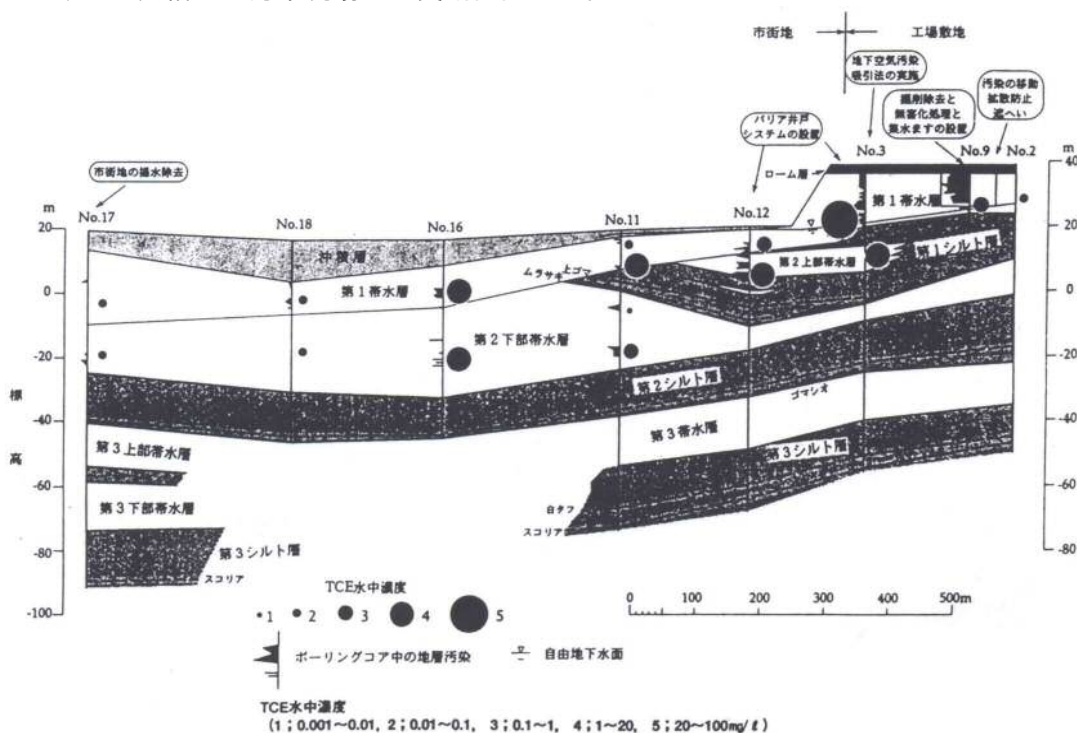 市街地
工場敷地
地下空気汚染
吸引法の実施
掘削除去と
無害化処理と
集水ますの設置
汚染の移動
拡散防止
遮へい
バリア井戸
システムの設置
市街地の揚水除去
No.17
No.18
No.16
No.11
No.12
No.3
No.9
No.2
m
20
0
-20
-40
-60
-80
-100
標高
m
40
20
0
-20
-40
-60
-80
ローム層
沖積層
第1帯水層
第1帯水層
ムラサキ
上ゴマ
第2上部帯水層
第1シルト層
第2下部帯水層
第2シルト層
ゴマシオ
第3帯水層
第3シルト層
第3上部帯水層
第3下部帯水層
第3シルト層
スコリア
白タフ
スコリア
0 100 200 300 400 500m
TCE水中濃度
1 2 3 4 5
ボーリングコア中の地層汚染
自由地下水面
TCE水中濃度
(1;0.001~0.01, 2;0.01~0.1, 3;0.1~1, 4;1~20, 5;20~100mg/ℓ)